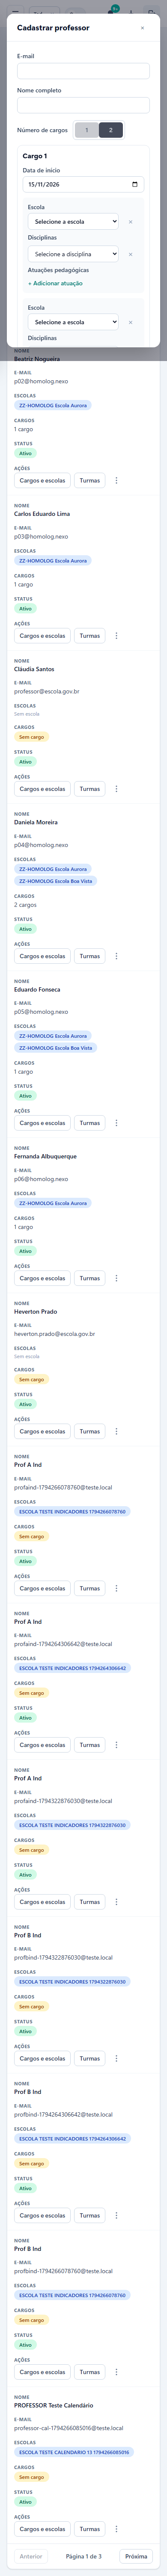 Cadastrar professor ×
E-mail
Nome completo
Número de cargos 1 2
Cargo 1
Data de início
15/11/2026
Escola
Selecione a escola ×
Disciplinas
Selecione a disciplina ×
Atuações pedagógicas
+ Adicionar atuação
Escola
Selecione a escola ×
Disciplinas
NOME
Beatriz Nogueira
E-MAIL
p02@homolog.nexo
ESCOLAS
ZZ-HOMOLOG Escola Aurora
CARGOS
1 cargo
STATUS
Ativo
AÇÕES
Cargos e escolas Turmas ⋮
NOME
Carlos Eduardo Lima
E-MAIL
p03@homolog.nexo
ESCOLAS
ZZ-HOMOLOG Escola Aurora
CARGOS
1 cargo
STATUS
Ativo
AÇÕES
Cargos e escolas Turmas ⋮
NOME
Cláudia Santos
E-MAIL
professor@escola.gov.br
ESCOLAS
Sem escola
CARGOS
Sem cargo
STATUS
Ativo
AÇÕES
Cargos e escolas Turmas ⋮
NOME
Daniela Moreira
E-MAIL
p04@homolog.nexo
ESCOLAS
ZZ-HOMOLOG Escola Aurora
ZZ-HOMOLOG Escola Boa Vista
CARGOS
2 cargos
STATUS
Ativo
AÇÕES
Cargos e escolas Turmas ⋮
NOME
Eduardo Fonseca
E-MAIL
p05@homolog.nexo
ESCOLAS
ZZ-HOMOLOG Escola Aurora
ZZ-HOMOLOG Escola Boa Vista
CARGOS
1 cargo
STATUS
Ativo
AÇÕES
Cargos e escolas Turmas ⋮
NOME
Fernanda Albuquerque
E-MAIL
p06@homolog.nexo
ESCOLAS
ZZ-HOMOLOG Escola Aurora
CARGOS
1 cargo
STATUS
Ativo
AÇÕES
Cargos e escolas Turmas ⋮
NOME
Heverton Prado
E-MAIL
heverton.prado@escola.gov.br
ESCOLAS
Sem escola
CARGOS
Sem cargo
STATUS
Ativo
AÇÕES
Cargos e escolas Turmas ⋮
NOME
Prof A Ind
E-MAIL
profaind-1794266078760@teste.local
ESCOLAS
ESCOLA TESTE INDICADORES 1794266078760
CARGOS
Sem cargo
STATUS
Ativo
AÇÕES
Cargos e escolas Turmas ⋮
NOME
Prof A Ind
E-MAIL
profaind-1794264306642@teste.local
ESCOLAS
ESCOLA TESTE INDICADORES 1794264306642
CARGOS
Sem cargo
STATUS
Ativo
AÇÕES
Cargos e escolas Turmas ⋮
NOME
Prof A Ind
E-MAIL
profaind-1794322876030@teste.local
ESCOLAS
ESCOLA TESTE INDICADORES 1794322876030
CARGOS
Sem cargo
STATUS
Ativo
AÇÕES
Cargos e escolas Turmas ⋮
NOME
Prof B Ind
E-MAIL
profbind-1794322876030@teste.local
ESCOLAS
ESCOLA TESTE INDICADORES 1794322876030
CARGOS
Sem cargo
STATUS
Ativo
AÇÕES
Cargos e escolas Turmas ⋮
NOME
Prof B Ind
E-MAIL
profbind-1794264306642@teste.local
ESCOLAS
ESCOLA TESTE INDICADORES 1794264306642
CARGOS
Sem cargo
STATUS
Ativo
AÇÕES
Cargos e escolas Turmas ⋮
NOME
Prof B Ind
E-MAIL
profbind-1794266078760@teste.local
ESCOLAS
ESCOLA TESTE INDICADORES 1794266078760
CARGOS
Sem cargo
STATUS
Ativo
AÇÕES
Cargos e escolas Turmas ⋮
NOME
PROFESSOR Teste Calendário
E-MAIL
professor-cal-1794266085016@teste.local
ESCOLAS
ESCOLA TESTE CALENDARIO 13 1794266085016
CARGOS
Sem cargo
STATUS
Ativo
AÇÕES
Cargos e escolas Turmas ⋮
Anterior Página 1 de 3 Próxima